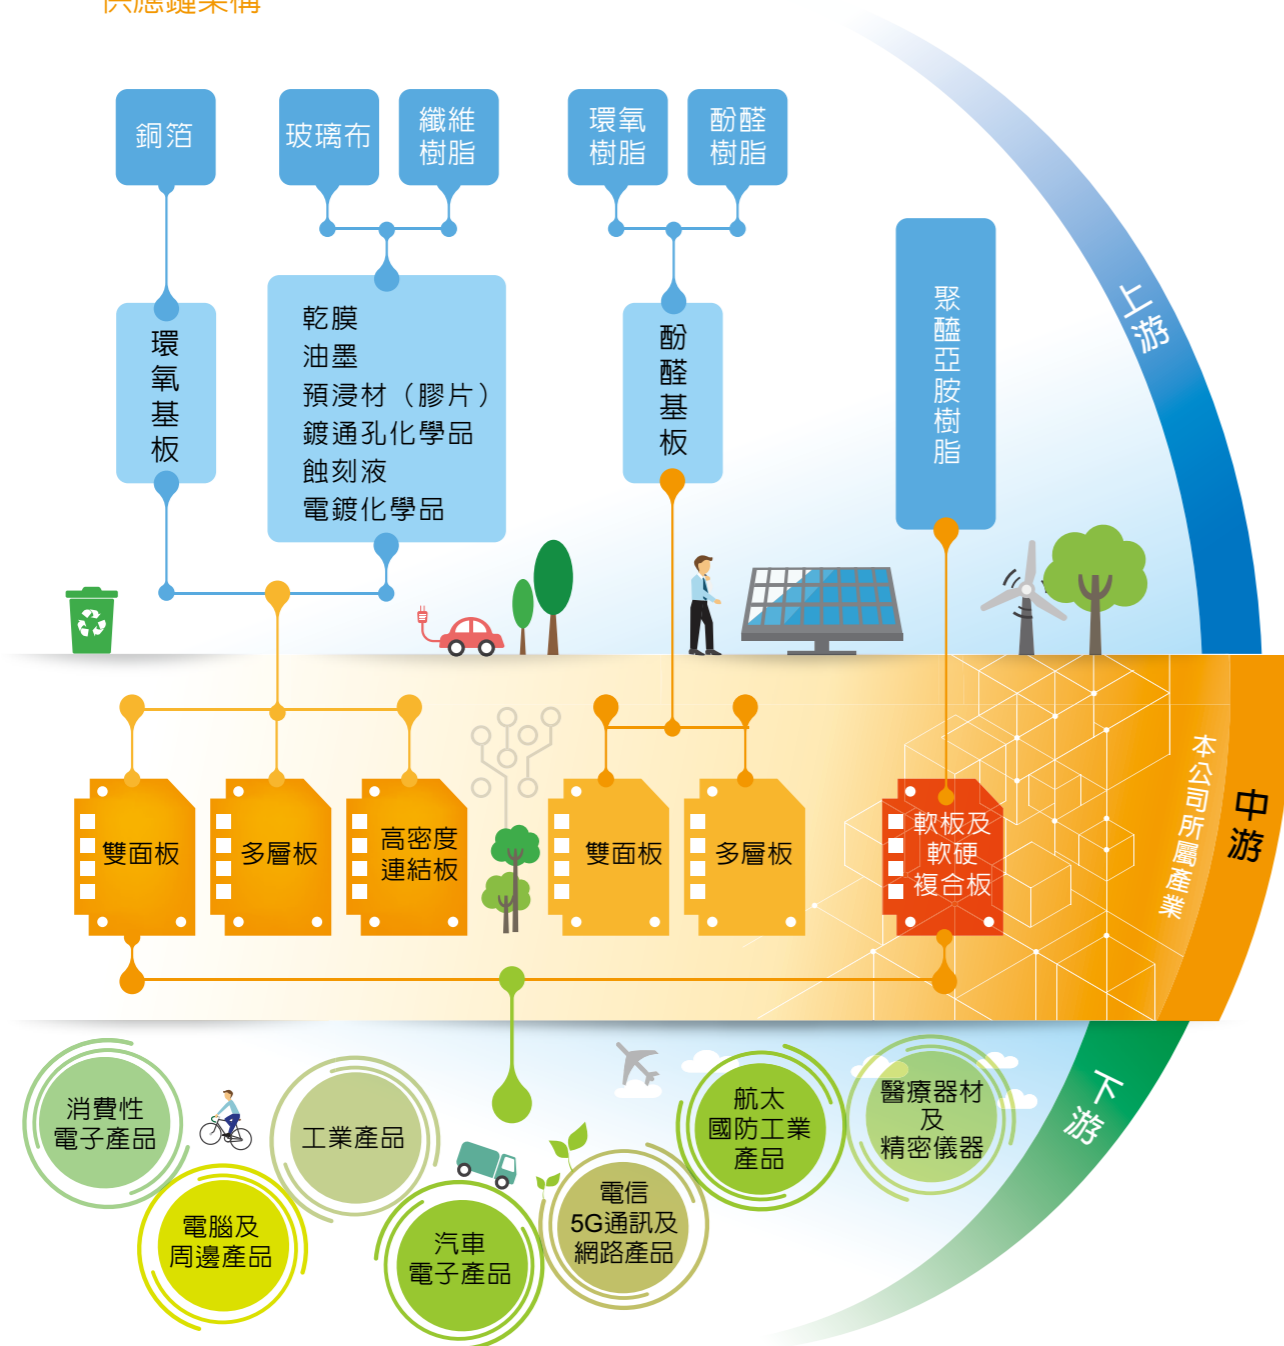 供應鏈架構
銅箔
玻璃布
纖維
樹脂
環氧
樹脂
酚醛
樹脂
聚醯亞胺樹脂
環氧基板
乾膜
油墨
預浸材（膠片）
鍍通孔化學品
蝕刻液
電鍍化學品
酚醛基板
上游
雙面板
多層板
高密度
連結板
雙面板
多層板
軟板及
軟硬
複合板
本公司所屬產業
中游
消費性
電子產品
電腦及
周邊產品
工業產品
汽車
電子產品
電信
5G通訊及
網路產品
航太
國防工業
產品
醫療器材
及
精密儀器
下游